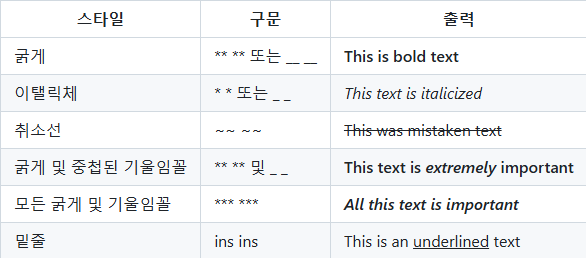 스타일 구문 출력
굵게 ** ** 또는 __ __ This is bold text
이탤릭체 * * 또는 _ _ This text is italicized
취소선 ~~ ~~ This was mistaken text
굵게 및 중첩된 기울임꼴 ** ** 및 _ _ This text is extremely important
모든 굵게 및 기울임꼴 *** *** All this text is important
밑줄 ins ins This is an underlined text